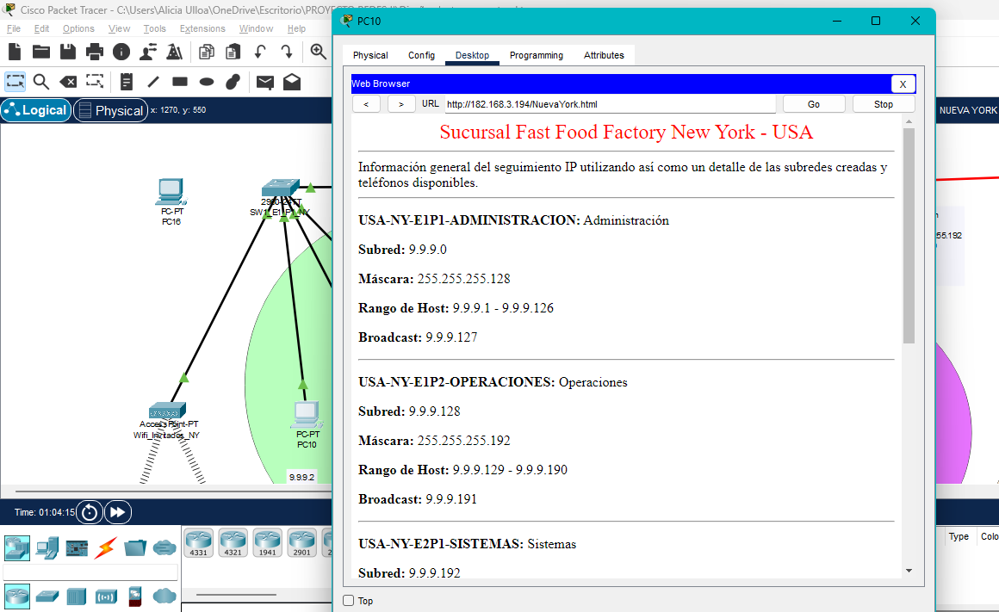 Cisco Packet Tracer - C:\Users\Alicia Ulloa\OneDrive\Escritorio\PROYECTO
File Edit Options View Tools Extensions Window Help
Logical Physical x: 1270, y: 550
NUEVA YORK
PC-PT
PC16
SW1_E1P1_NY
Access Point-PT
Wifi_Invitados_NY
PC-PT
PC10
9.9.9.2
55.192
Time: 01:04:15
4331 4321 1941 2901
Type Colo
PC10
Physical Config Desktop Programming Attributes
Web Browser X
< > URL http://182.168.3.194/NuevaYork.html Go Stop
Sucursal Fast Food Factory New York - USA
Información general del seguimiento IP utilizando así como un detalle de las subredes creadas y
teléfonos disponibles.
USA-NY-E1P1-ADMINISTRACION: Administración
Subred: 9.9.9.0
Máscara: 255.255.255.128
Rango de Host: 9.9.9.1 - 9.9.9.126
Broadcast: 9.9.9.127
USA-NY-E1P2-OPERACIONES: Operaciones
Subred: 9.9.9.128
Máscara: 255.255.255.192
Rango de Host: 9.9.9.129 - 9.9.9.190
Broadcast: 9.9.9.191
USA-NY-E2P1-SISTEMAS: Sistemas
Subred: 9.9.9.192
Top